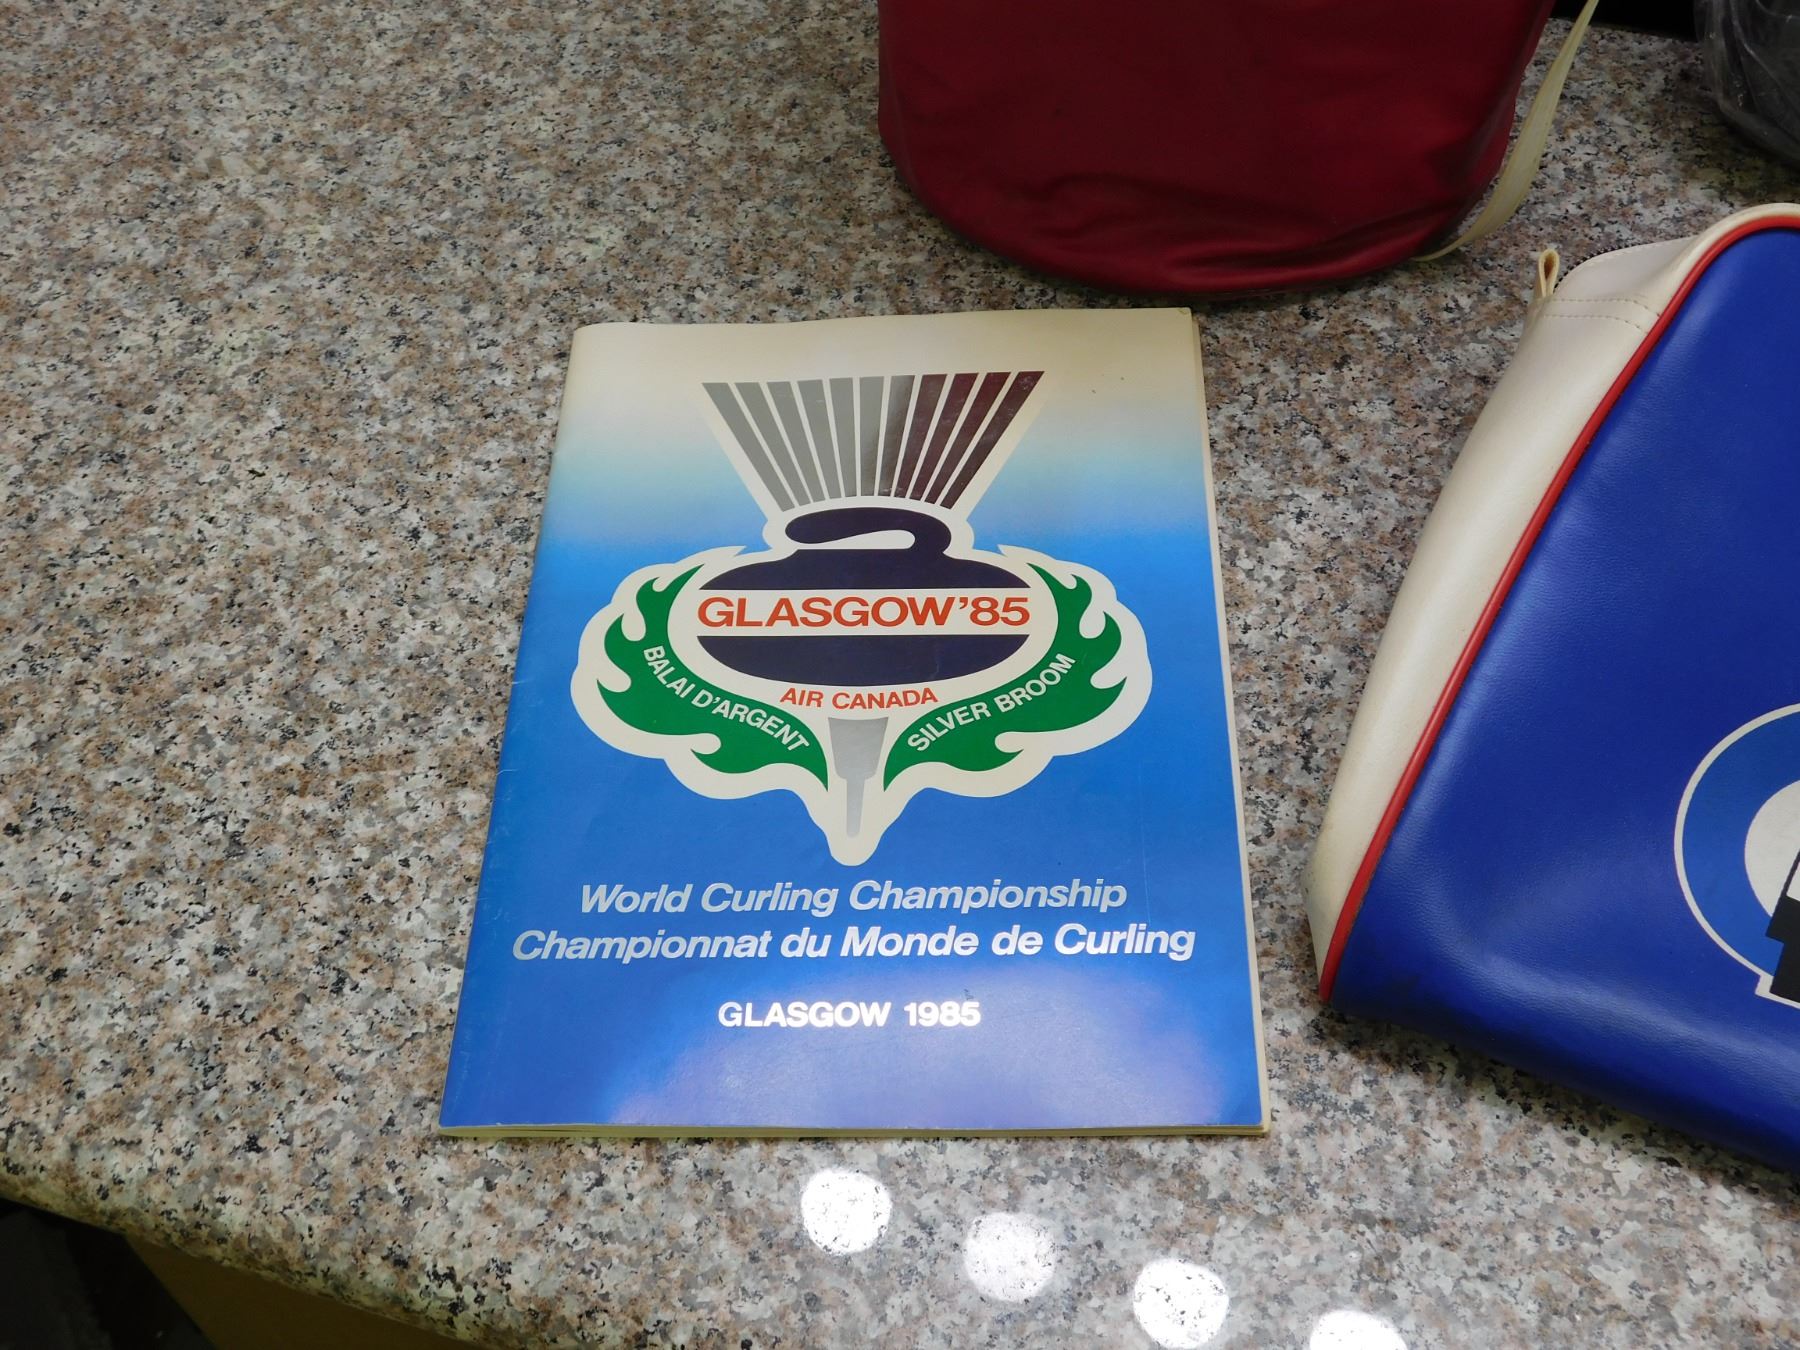 GLASGOW'85
AIR CANADA
BALAI D'ARGENT
SILVER BROOM
World Curling Championship
Championnat du Monde de Curling
GLASGOW 1985